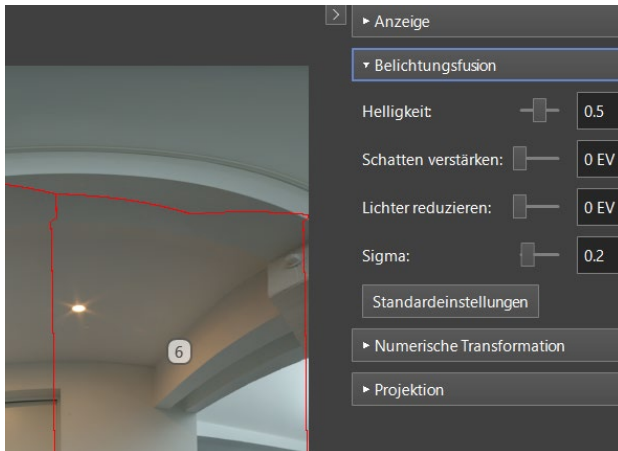 Anzeige
Belichtungsfusion
Helligkeit: 0.5
Schatten verstärken: 0 EV
Lichter reduzieren: 0 EV
Sigma: 0.2
Standardeinstellungen
6
Numerische Transformation
Projektion